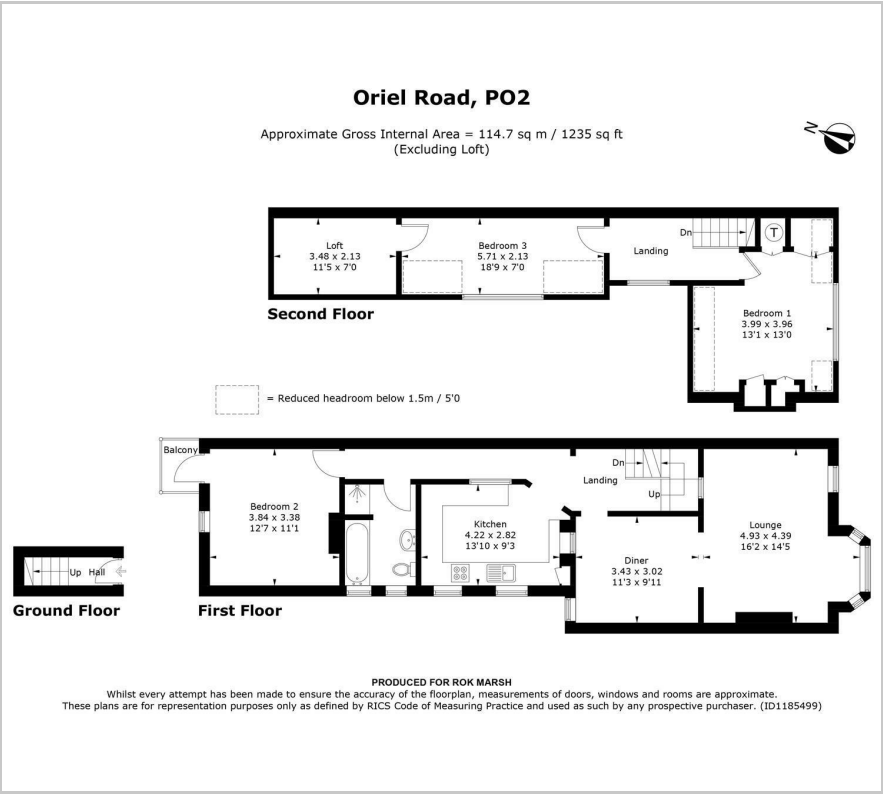 Oriel Road, PO2
Approximate Gross Internal Area = 114.7 sq m / 1235 sq ft
(Excluding Loft)
N
Loft
3.48 x 2.13
11'5 x 7'0
Bedroom 3
5.71 x 2.13
18'9 x 7'0
Dn
Landing
T
Bedroom 1
3.99 x 3.96
13'1 x 13'0
Second Floor
= Reduced headroom below 1.5m / 5'0
Balcony
Bedroom 2
3.84 x 3.38
12'7 x 11'1
Kitchen
4.22 x 2.82
13'10 x 9'3
Dn
Landing
Up
Diner
3.43 x 3.02
11'3 x 9'11
Lounge
4.93 x 4.39
16'2 x 14'5
Up Hall
Ground Floor
First Floor
PRODUCED FOR ROK MARSH
Whilst every attempt has been made to ensure the accuracy of the floorplan, measurements of doors, windows and rooms are approximate.
These plans are for representation purposes only as defined by RICS Code of Measuring Practice and used as such by any prospective purchaser. (ID1185499)